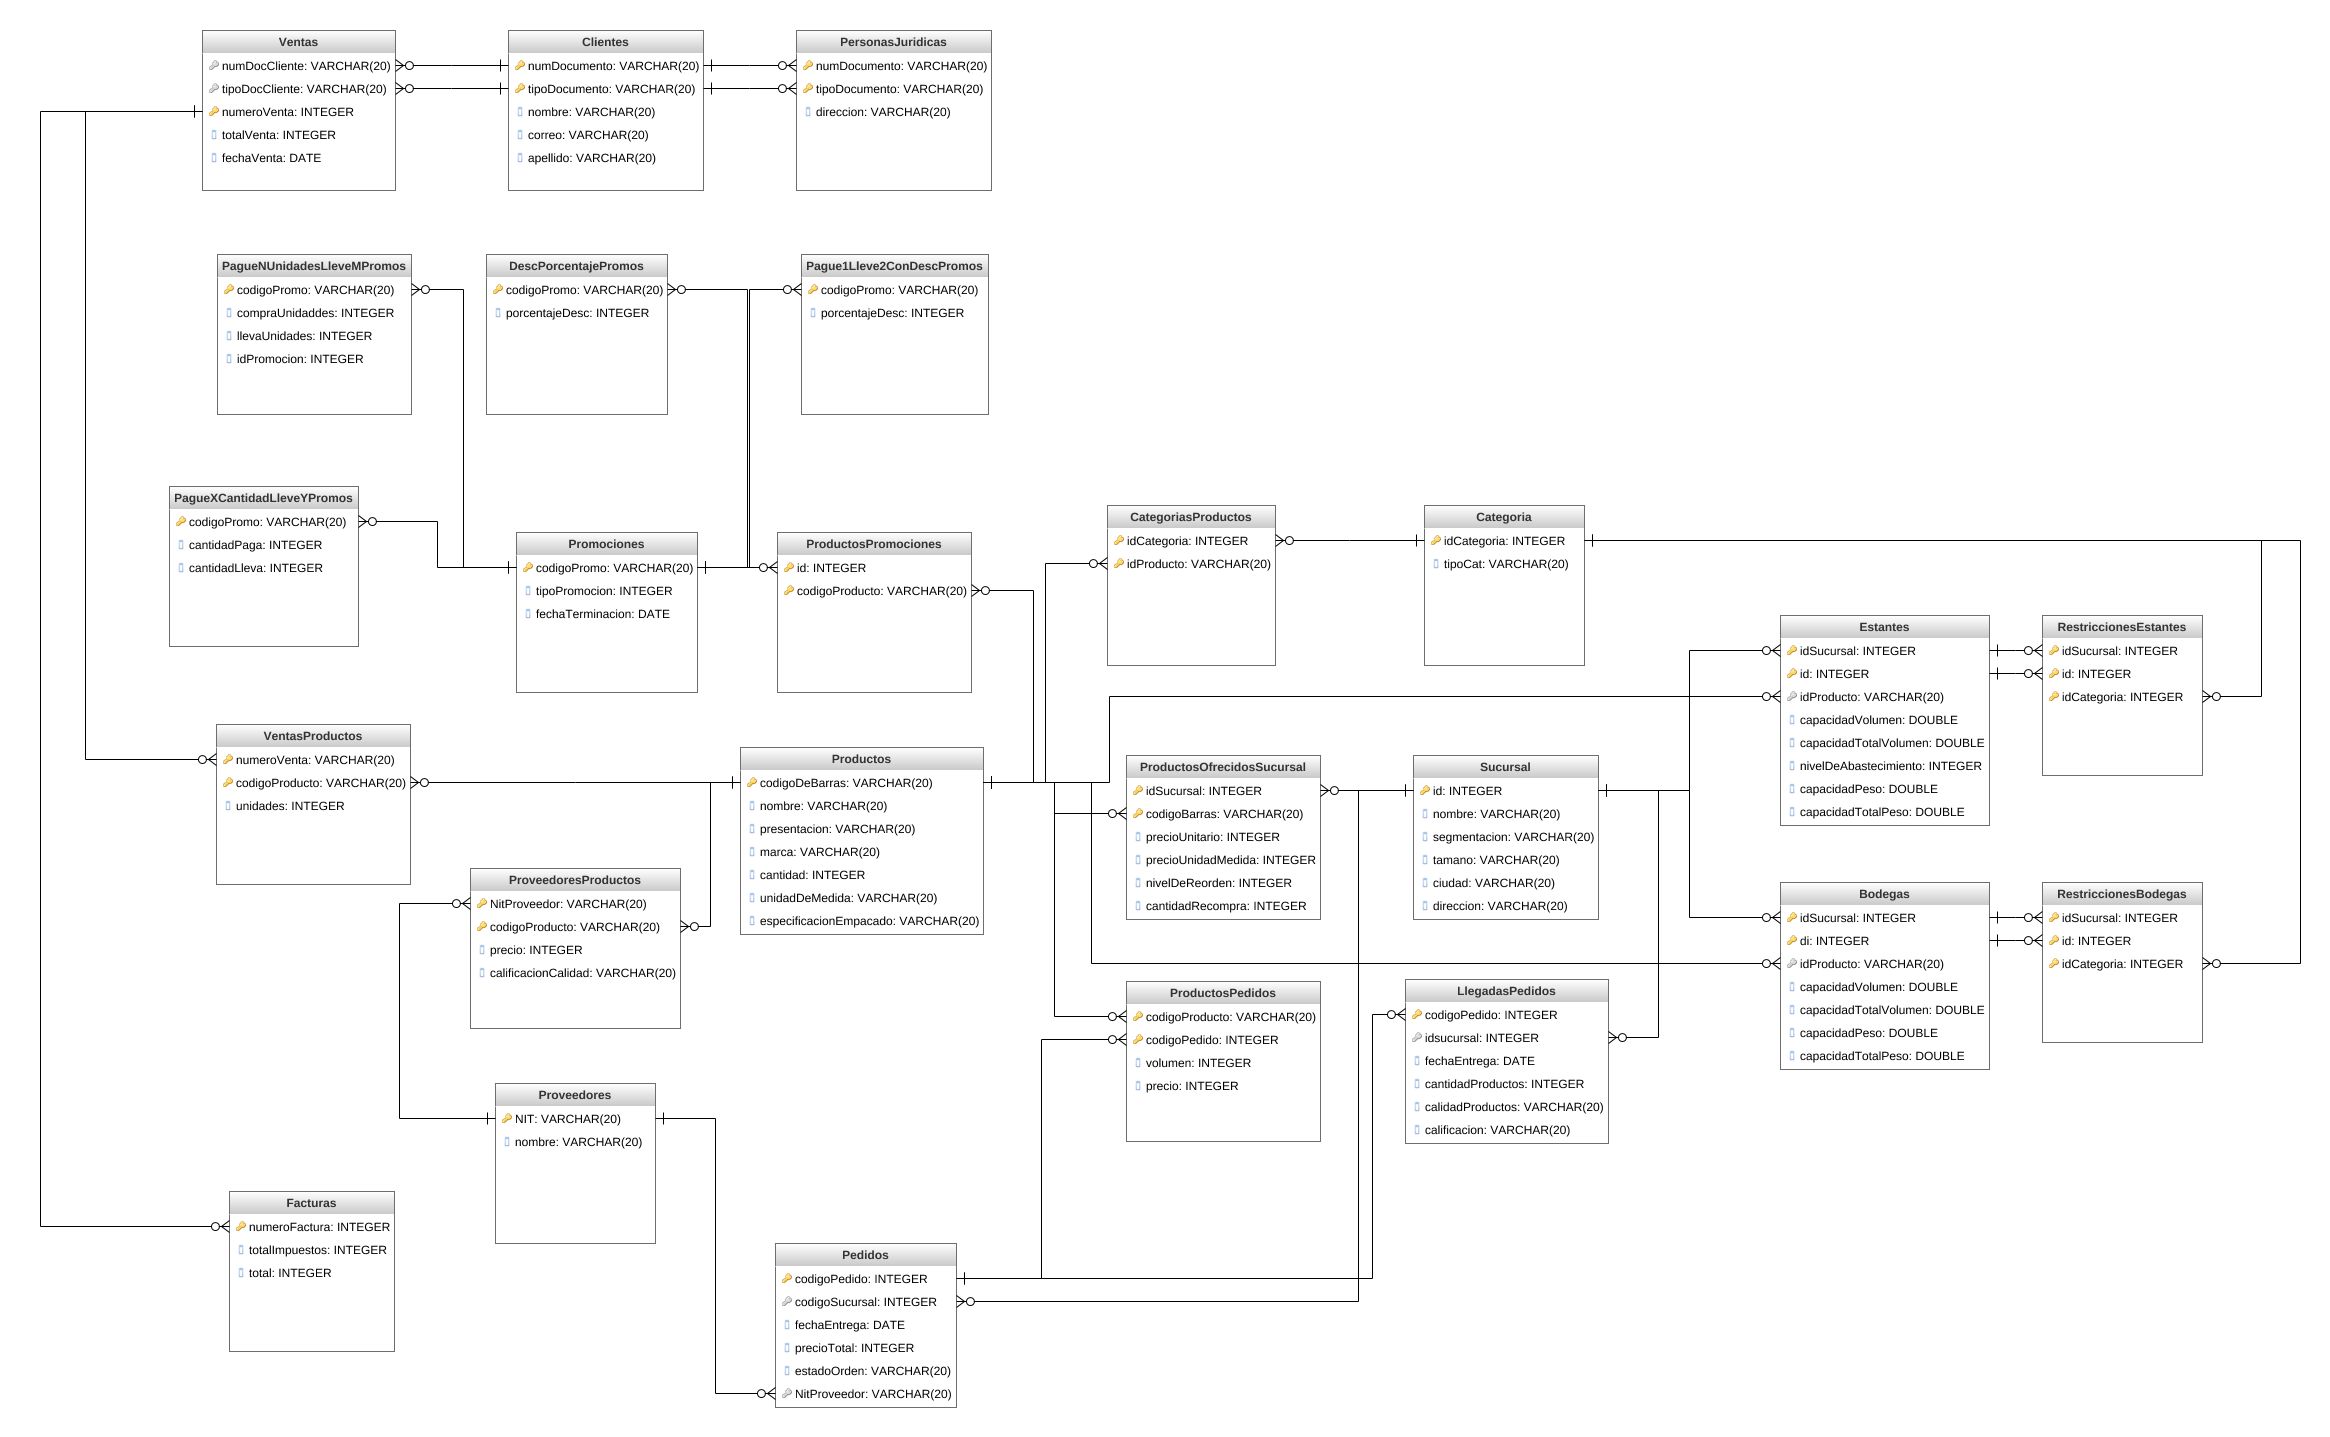 Ventas
numDocCliente: VARCHAR(20)
tipoDocCliente: VARCHAR(20)
numeroVenta: INTEGER
totalVenta: INTEGER
fechaVenta: DATE
Clientes
numDocumento: VARCHAR(20)
tipoDocumento: VARCHAR(20)
nombre: VARCHAR(20)
correo: VARCHAR(20)
apellido: VARCHAR(20)
PersonasJuridicas
numDocumento: VARCHAR(20)
tipoDocumento: VARCHAR(20)
direccion: VARCHAR(20)
PagueNUnidadesLleveMPromos
codigoPromo: VARCHAR(20)
compraUnidaddes: INTEGER
llevaUnidades: INTEGER
idPromocion: INTEGER
DescPorcentajePromos
codigoPromo: VARCHAR(20)
porcentajeDesc: INTEGER
Pague1Lleve2ConDescPromos
codigoPromo: VARCHAR(20)
porcentajeDesc: INTEGER
PagueXCantidadLleveYPromos
codigoPromo: VARCHAR(20)
cantidadPaga: INTEGER
cantidadLleva: INTEGER
Promociones
codigoPromo: VARCHAR(20)
tipoPromocion: INTEGER
fechaTerminacion: DATE
ProductosPromociones
id: INTEGER
codigoProducto: VARCHAR(20)
CategoriasProductos
idCategoria: INTEGER
idProducto: VARCHAR(20)
Categoria
idCategoria: INTEGER
tipoCat: VARCHAR(20)
Estantes
idSucursal: INTEGER
id: INTEGER
idProducto: VARCHAR(20)
capacidadVolumen: DOUBLE
capacidadTotalVolumen: DOUBLE
nivelDeAbastecimiento: INTEGER
capacidadPeso: DOUBLE
capacidadTotalPeso: DOUBLE
RestriccionesEstantes
idSucursal: INTEGER
id: INTEGER
idCategoria: INTEGER
VentasProductos
numeroVenta: VARCHAR(20)
codigoProducto: VARCHAR(20)
unidades: INTEGER
Productos
codigoDeBarras: VARCHAR(20)
nombre: VARCHAR(20)
presentacion: VARCHAR(20)
marca: VARCHAR(20)
cantidad: INTEGER
unidadDeMedida: VARCHAR(20)
especificacionEmpacado: VARCHAR(20)
ProductosOfrecidosSucursal
idSucursal: INTEGER
codigoBarras: VARCHAR(20)
precioUnitario: INTEGER
precioUnidadMedida: INTEGER
nivelDeReorden: INTEGER
cantidadRecompra: INTEGER
Sucursal
id: INTEGER
nombre: VARCHAR(20)
segmentacion: VARCHAR(20)
tamano: VARCHAR(20)
ciudad: VARCHAR(20)
direccion: VARCHAR(20)
ProveedoresProductos
NitProveedor: VARCHAR(20)
codigoProducto: VARCHAR(20)
precio: INTEGER
calificacionCalidad: VARCHAR(20)
Bodegas
idSucursal: INTEGER
di: INTEGER
idProducto: VARCHAR(20)
capacidadVolumen: DOUBLE
capacidadTotalVolumen: DOUBLE
capacidadPeso: DOUBLE
capacidadTotalPeso: DOUBLE
RestriccionesBodegas
idSucursal: INTEGER
id: INTEGER
idCategoria: INTEGER
ProductosPedidos
codigoProducto: VARCHAR(20)
codigoPedido: INTEGER
volumen: INTEGER
precio: INTEGER
LlegadasPedidos
codigoPedido: INTEGER
idsucursal: INTEGER
fechaEntrega: DATE
cantidadProductos: INTEGER
calidadProductos: VARCHAR(20)
calificacion: VARCHAR(20)
Proveedores
NIT: VARCHAR(20)
nombre: VARCHAR(20)
Facturas
numeroFactura: INTEGER
totalImpuestos: INTEGER
total: INTEGER
Pedidos
codigoPedido: INTEGER
codigoSucursal: INTEGER
fechaEntrega: DATE
precioTotal: INTEGER
estadoOrden: VARCHAR(20)
NitProveedor: VARCHAR(20)